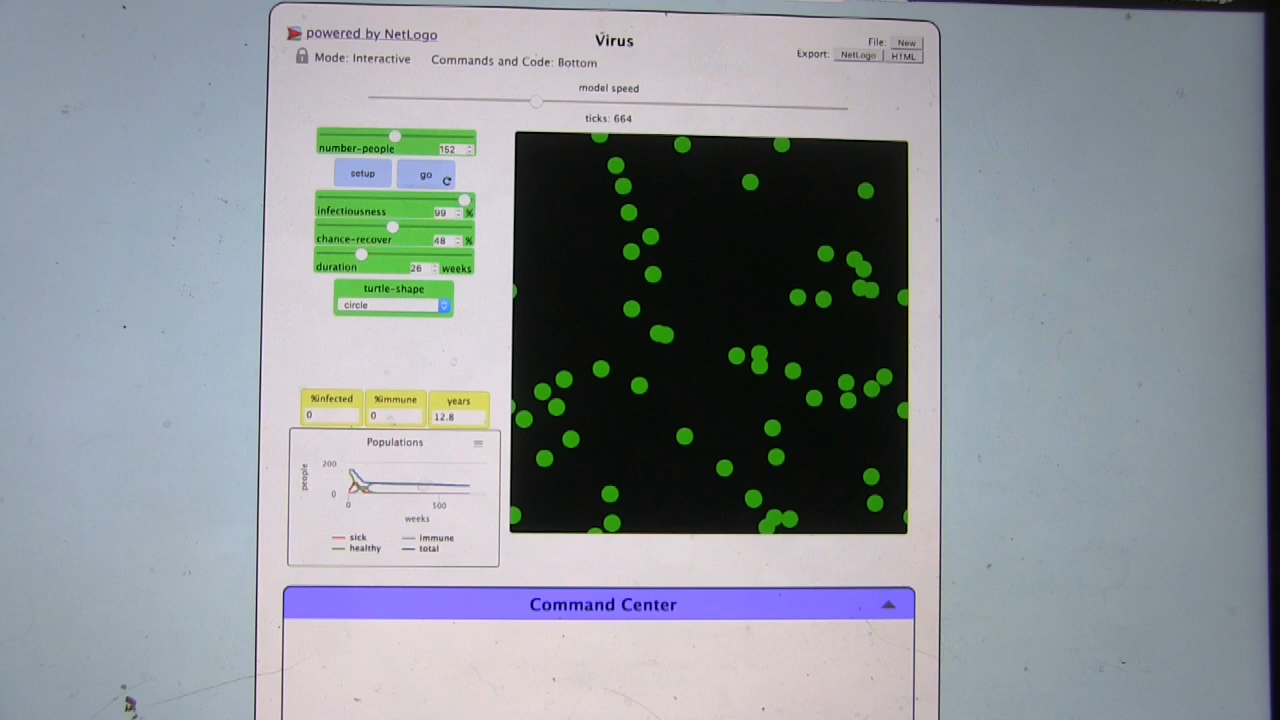 powered by NetLogo
Virus
File: New
Mode: Interactive Commands and Code: Bottom
Export: NetLogo HTML
model speed
ticks: 664
number-people 152
setup go
infectiousness 99 %
chance-recover 48 %
duration 26 weeks
turtle-shape
circle
%infected %immune years
0 0 12.8
Populations
people
200
0
0 500
weeks
sick immune
healthy total
Command Center